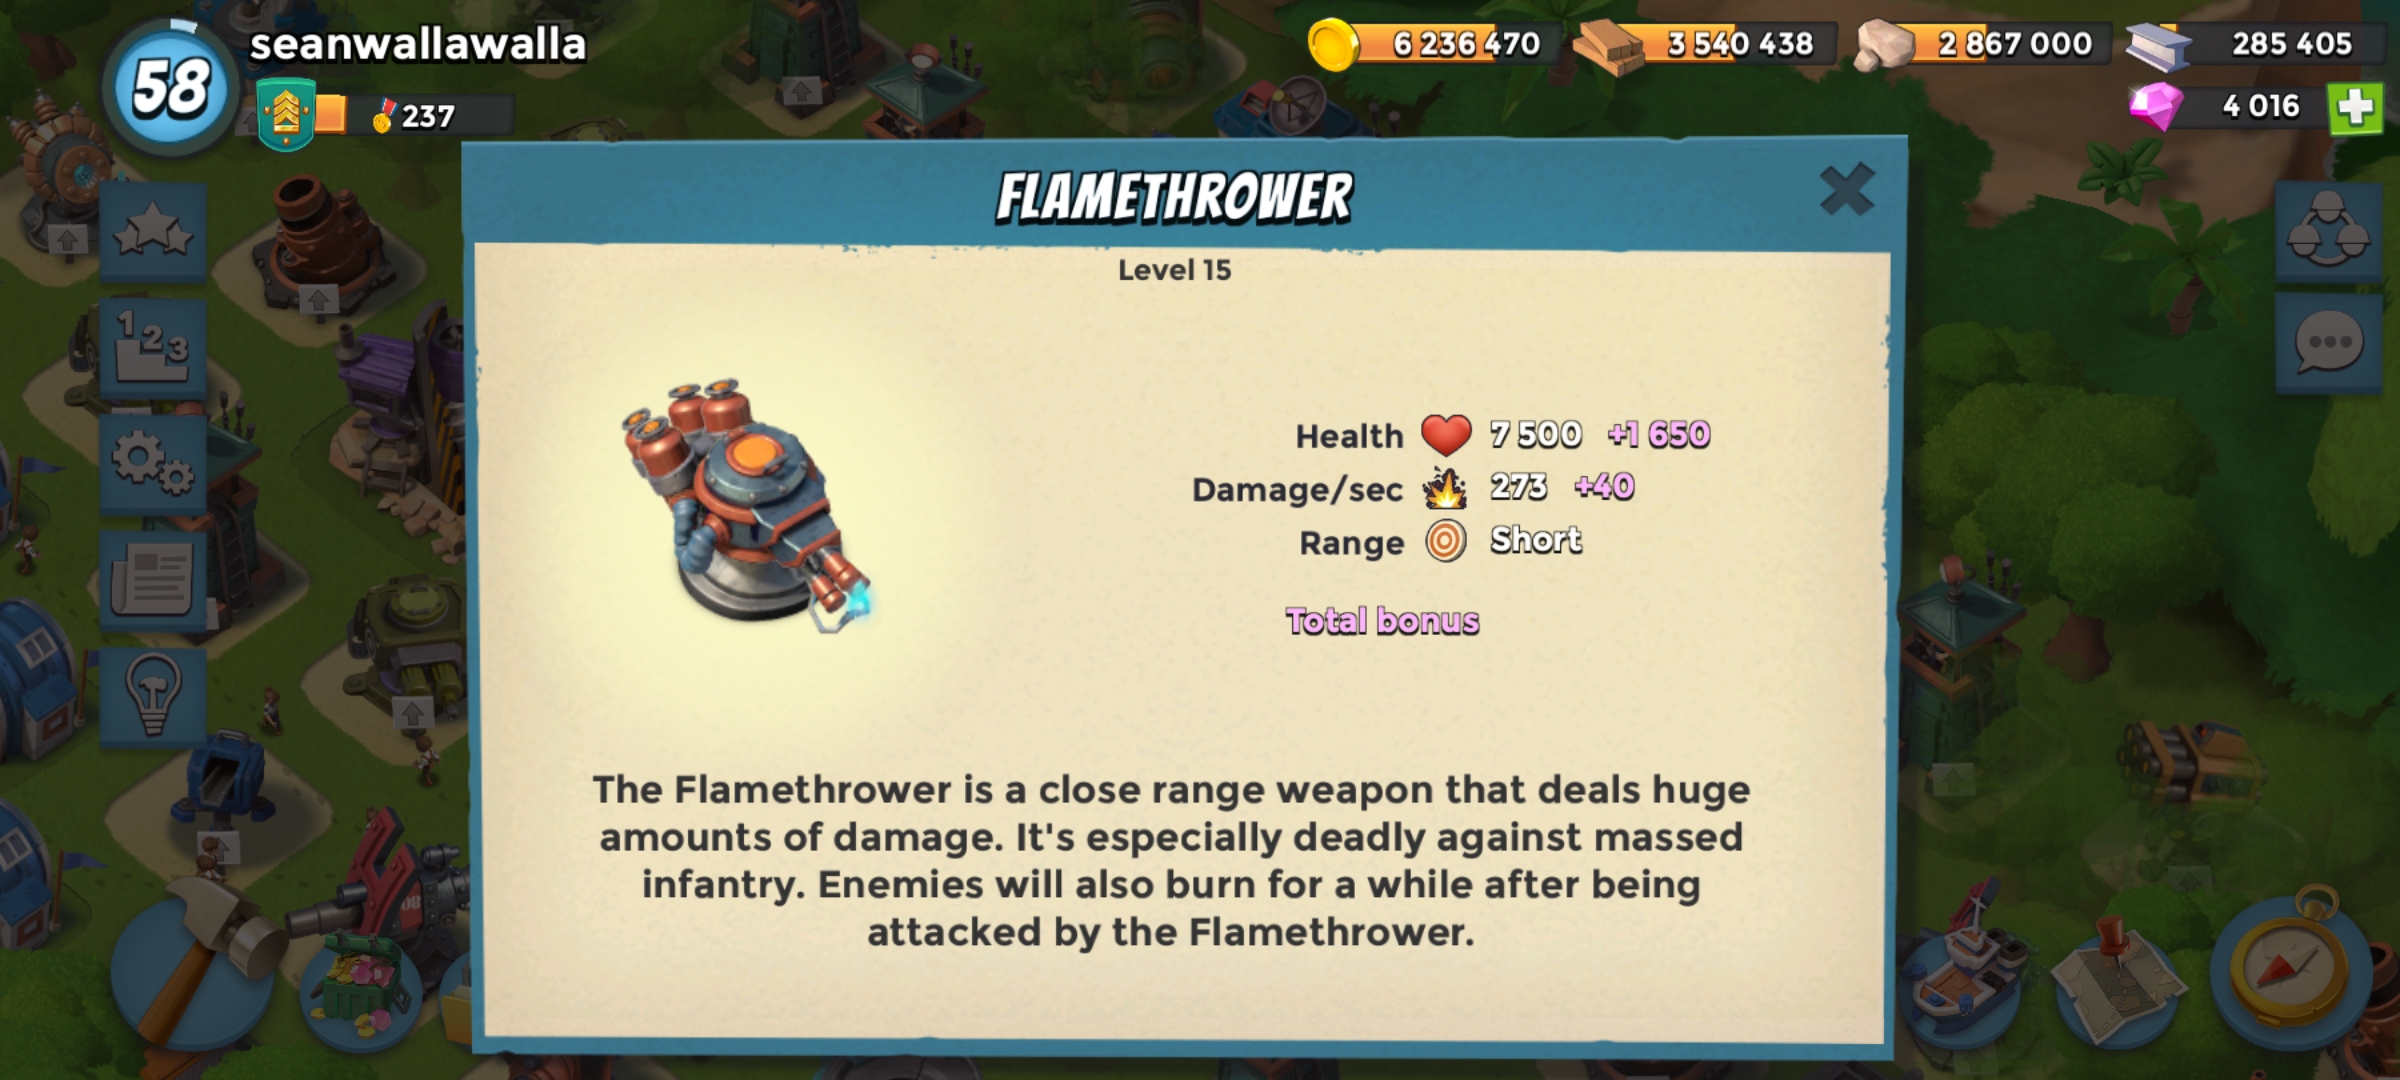 58
seanwallawalla
237
6 236 470
3 540 438
2 867 000
285 405
4 016
1 2 3
FLAMETHROWER
Level 15
Health 7 500 +1 650
Damage/sec 273 +40
Range Short
Total bonus
The Flamethrower is a close range weapon that deals huge
amounts of damage. It's especially deadly against massed
infantry. Enemies will also burn for a while after being
attacked by the Flamethrower.